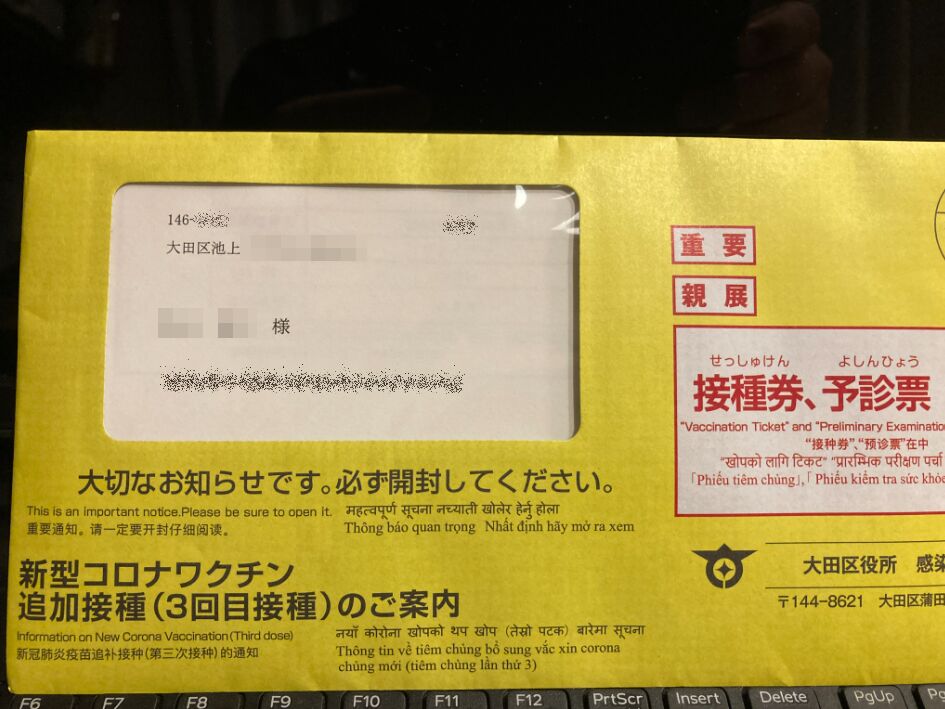 146-
大田区池上
様
重要
親展
せっしゅけん よしんひょう
接種券、予診票
"Vaccination Ticket" and "Preliminary Examination
"接种券","预诊票"在中
"खोपको लागि टिकट" "प्रारम्भिक परीक्षण पर्चा
「Phiếu tiêm chủng」,「Phiếu kiểm tra sức khỏe
大切なお知らせです。必ず開封してください。
This is an important notice.Please be sure to open it.
重要通知。请一定要开封仔细阅读。
महत्वपूर्ण सूचना नच्याती खोलेर हेर्नु होला
Thông báo quan trọng Nhất định hãy mở ra xem
新型コロナワクチン
追加接種(3回目接種)のご案内
Information on New Corona Vaccination(Third dose)
新冠肺炎疫苗追补接种(第三次接种)的通知
नयाँ कोरोना खोपको थप खोप (तेस्रो पटक) बारेमा सूचना
Thông tin về tiêm chủng bổ sung vắc xin corona
chủng mới (tiêm chủng lần thứ 3)
大田区役所 感染
〒144-8621 大田区蒲田
F6 F7 F8 F9 F10 F11 F12 PrtScr Insert Delete PgUp